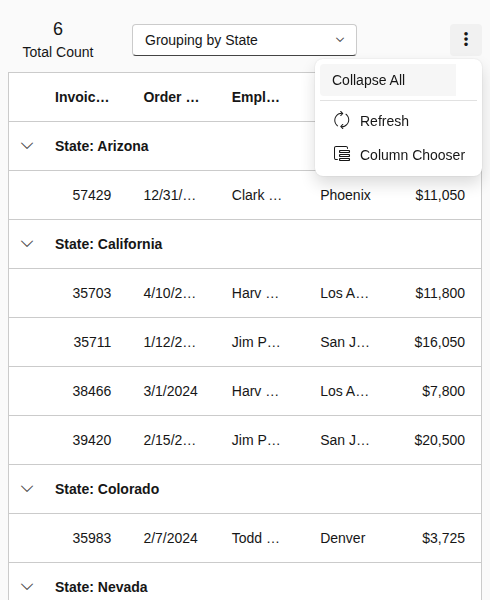 6
Total Count
Grouping by State
Collapse All
Refresh
Column Chooser
Invoic… Order … Empl…
State: Arizona
57429 12/31/… Clark … Phoenix $11,050
State: California
35703 4/10/2… Harv … Los A… $11,800
35711 1/12/2… Jim P… San J… $16,050
38466 3/1/2024 Harv … Los A… $7,800
39420 2/15/2… Jim P… San J… $20,500
State: Colorado
35983 2/7/2024 Todd … Denver $3,725
State: Nevada